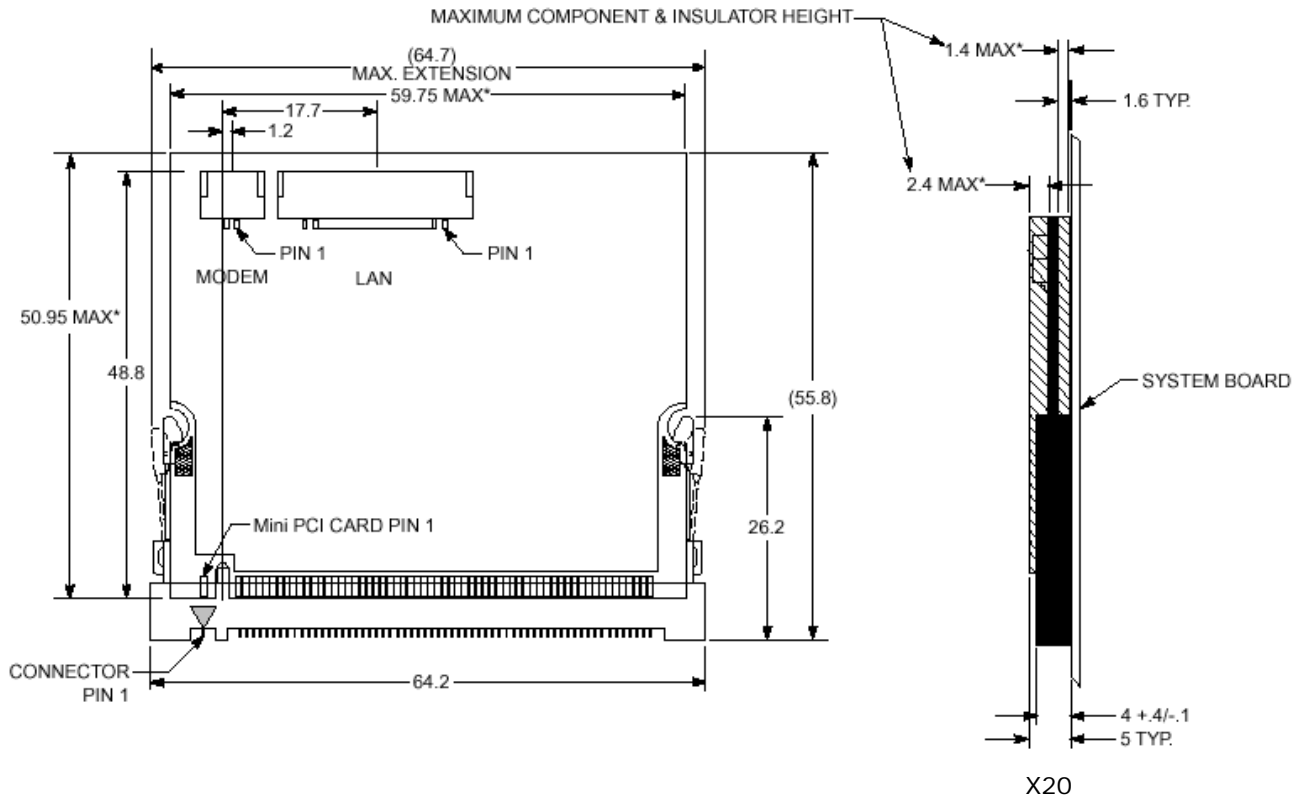 MAXIMUM COMPONENT & INSULATOR HEIGHT
1.4 MAX*
(64.7)
MAX. EXTENSION
59.75 MAX*
17.7
1.2
1.6 TYP.
2.4 MAX*
PIN 1
PIN 1
MODEM
LAN
50.95 MAX*
48.8
(55.8)
SYSTEM BOARD
26.2
Mini PCI CARD PIN 1
CONNECTOR
PIN 1
64.2
4 +.4/-.1
5 TYP.
X20